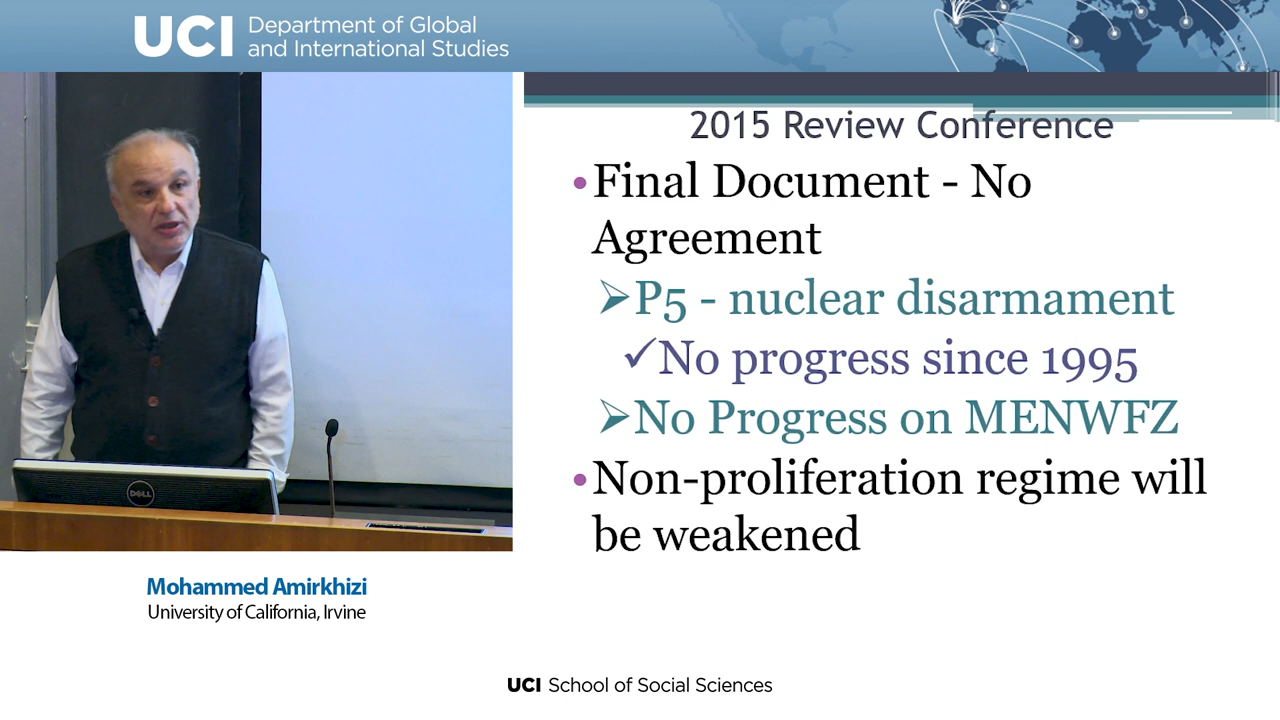 UCI Department of Global
and International Studies
2015 Review Conference
•Final Document - No
Agreement
➢P5 - nuclear disarmament
✓No progress since 1995
➢No Progress on MENWFZ
•Non-proliferation regime will
be weakened
DELL
Mohammed Amirkhizi
University of California, Irvine
UCI School of Social Sciences